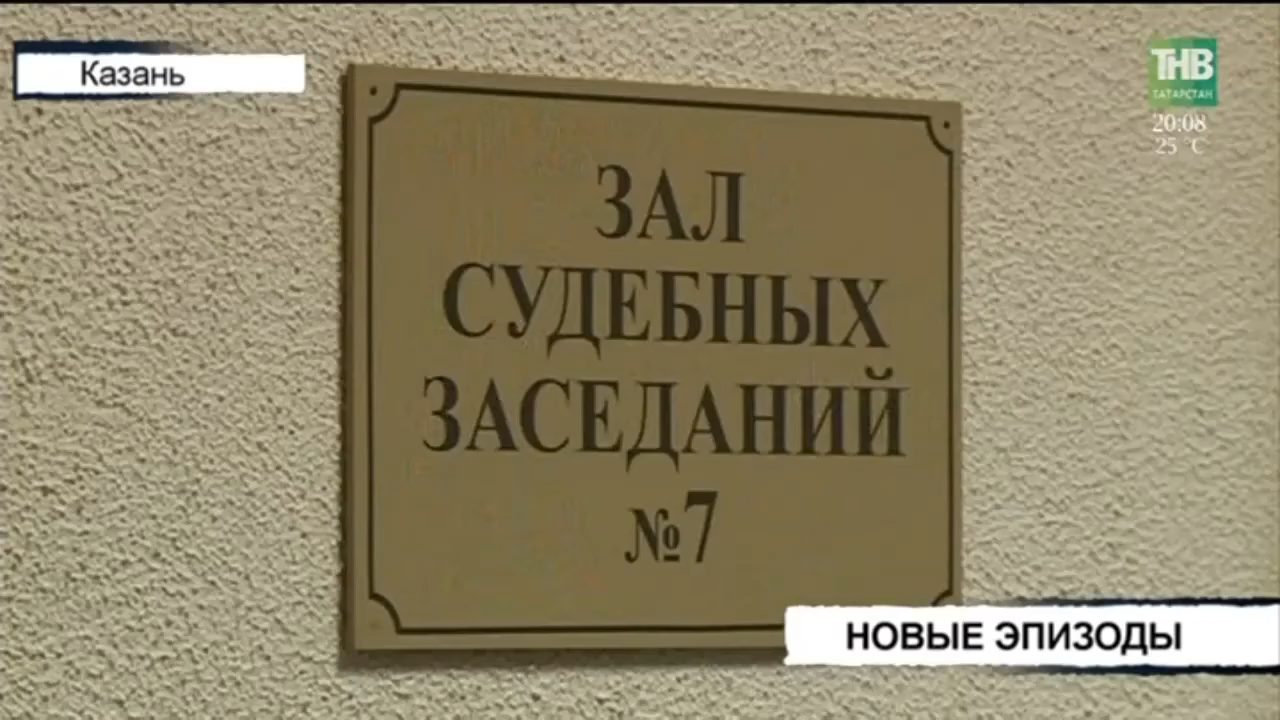 Казань
ТНВ
ТАТАРСТАН
20:08
25 °C
ЗАЛ
СУДЕБНЫХ
ЗАСЕДАНИЙ
№7
НОВЫЕ ЭПИЗОДЫ